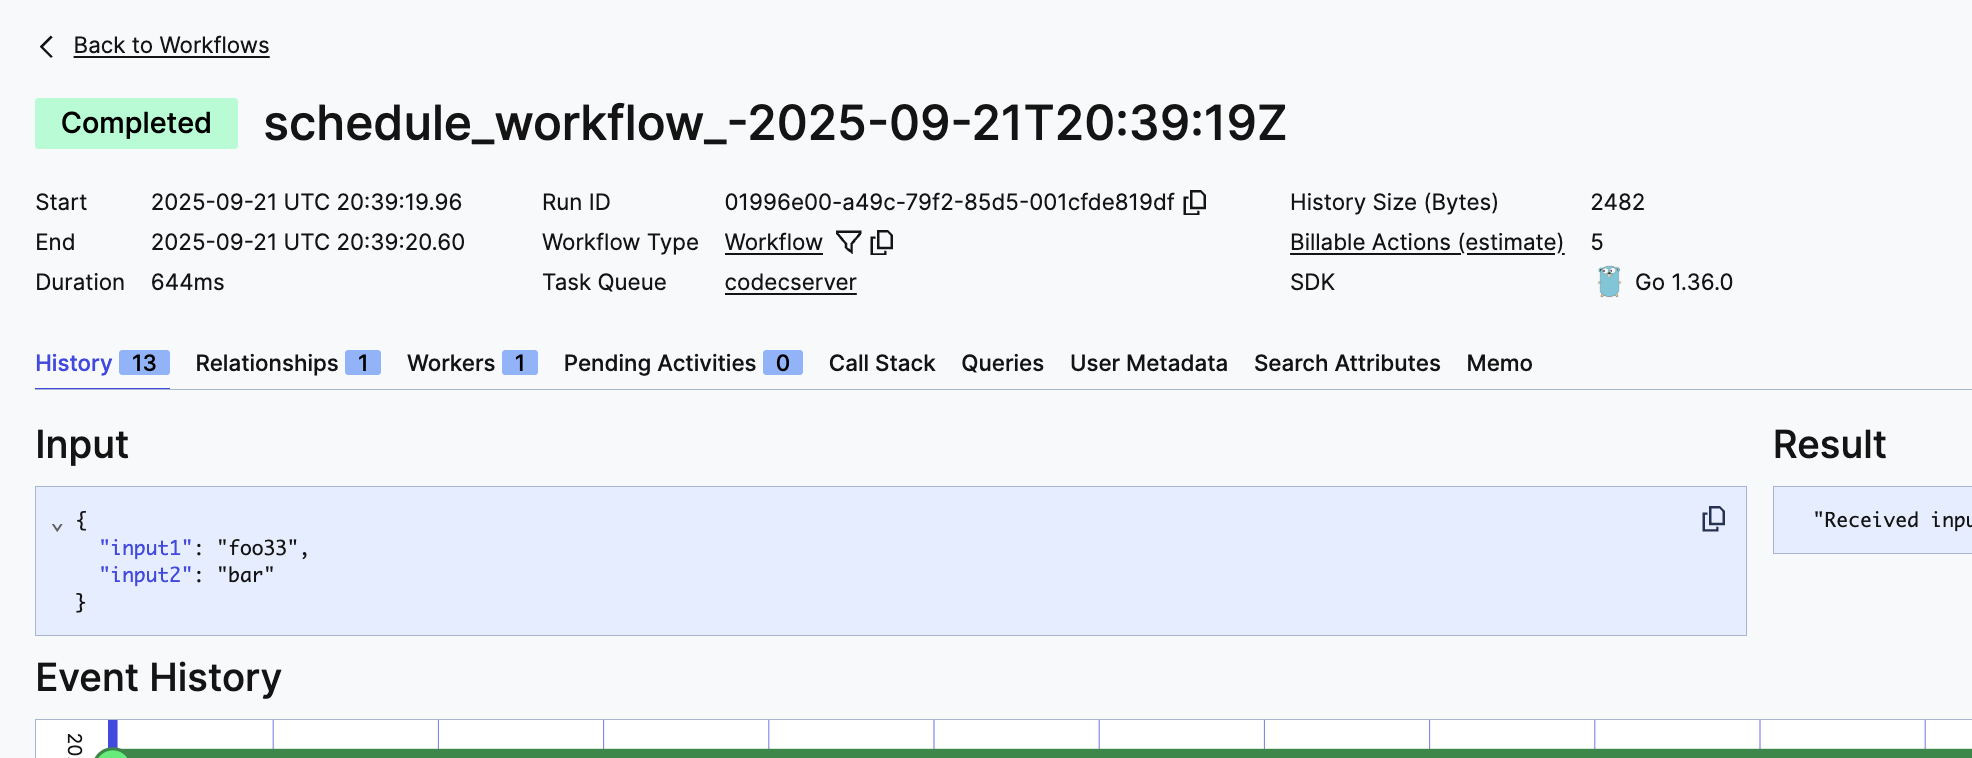 Back to Workflows
Completed schedule_workflow_-2025-09-21T20:39:19Z
Start 2025-09-21 UTC 20:39:19.96 Run ID 01996e00-a49c-79f2-85d5-001cfde819df History Size (Bytes) 2482
End 2025-09-21 UTC 20:39:20.60 Workflow Type Workflow Billable Actions (estimate) 5
Duration 644ms Task Queue codecserver SDK Go 1.36.0
History 13 Relationships 1 Workers 1 Pending Activities 0 Call Stack Queries User Metadata Search Attributes Memo
Input
{
"input1": "foo33",
"input2": "bar"
}
Result
"Received inpu
Event History
20